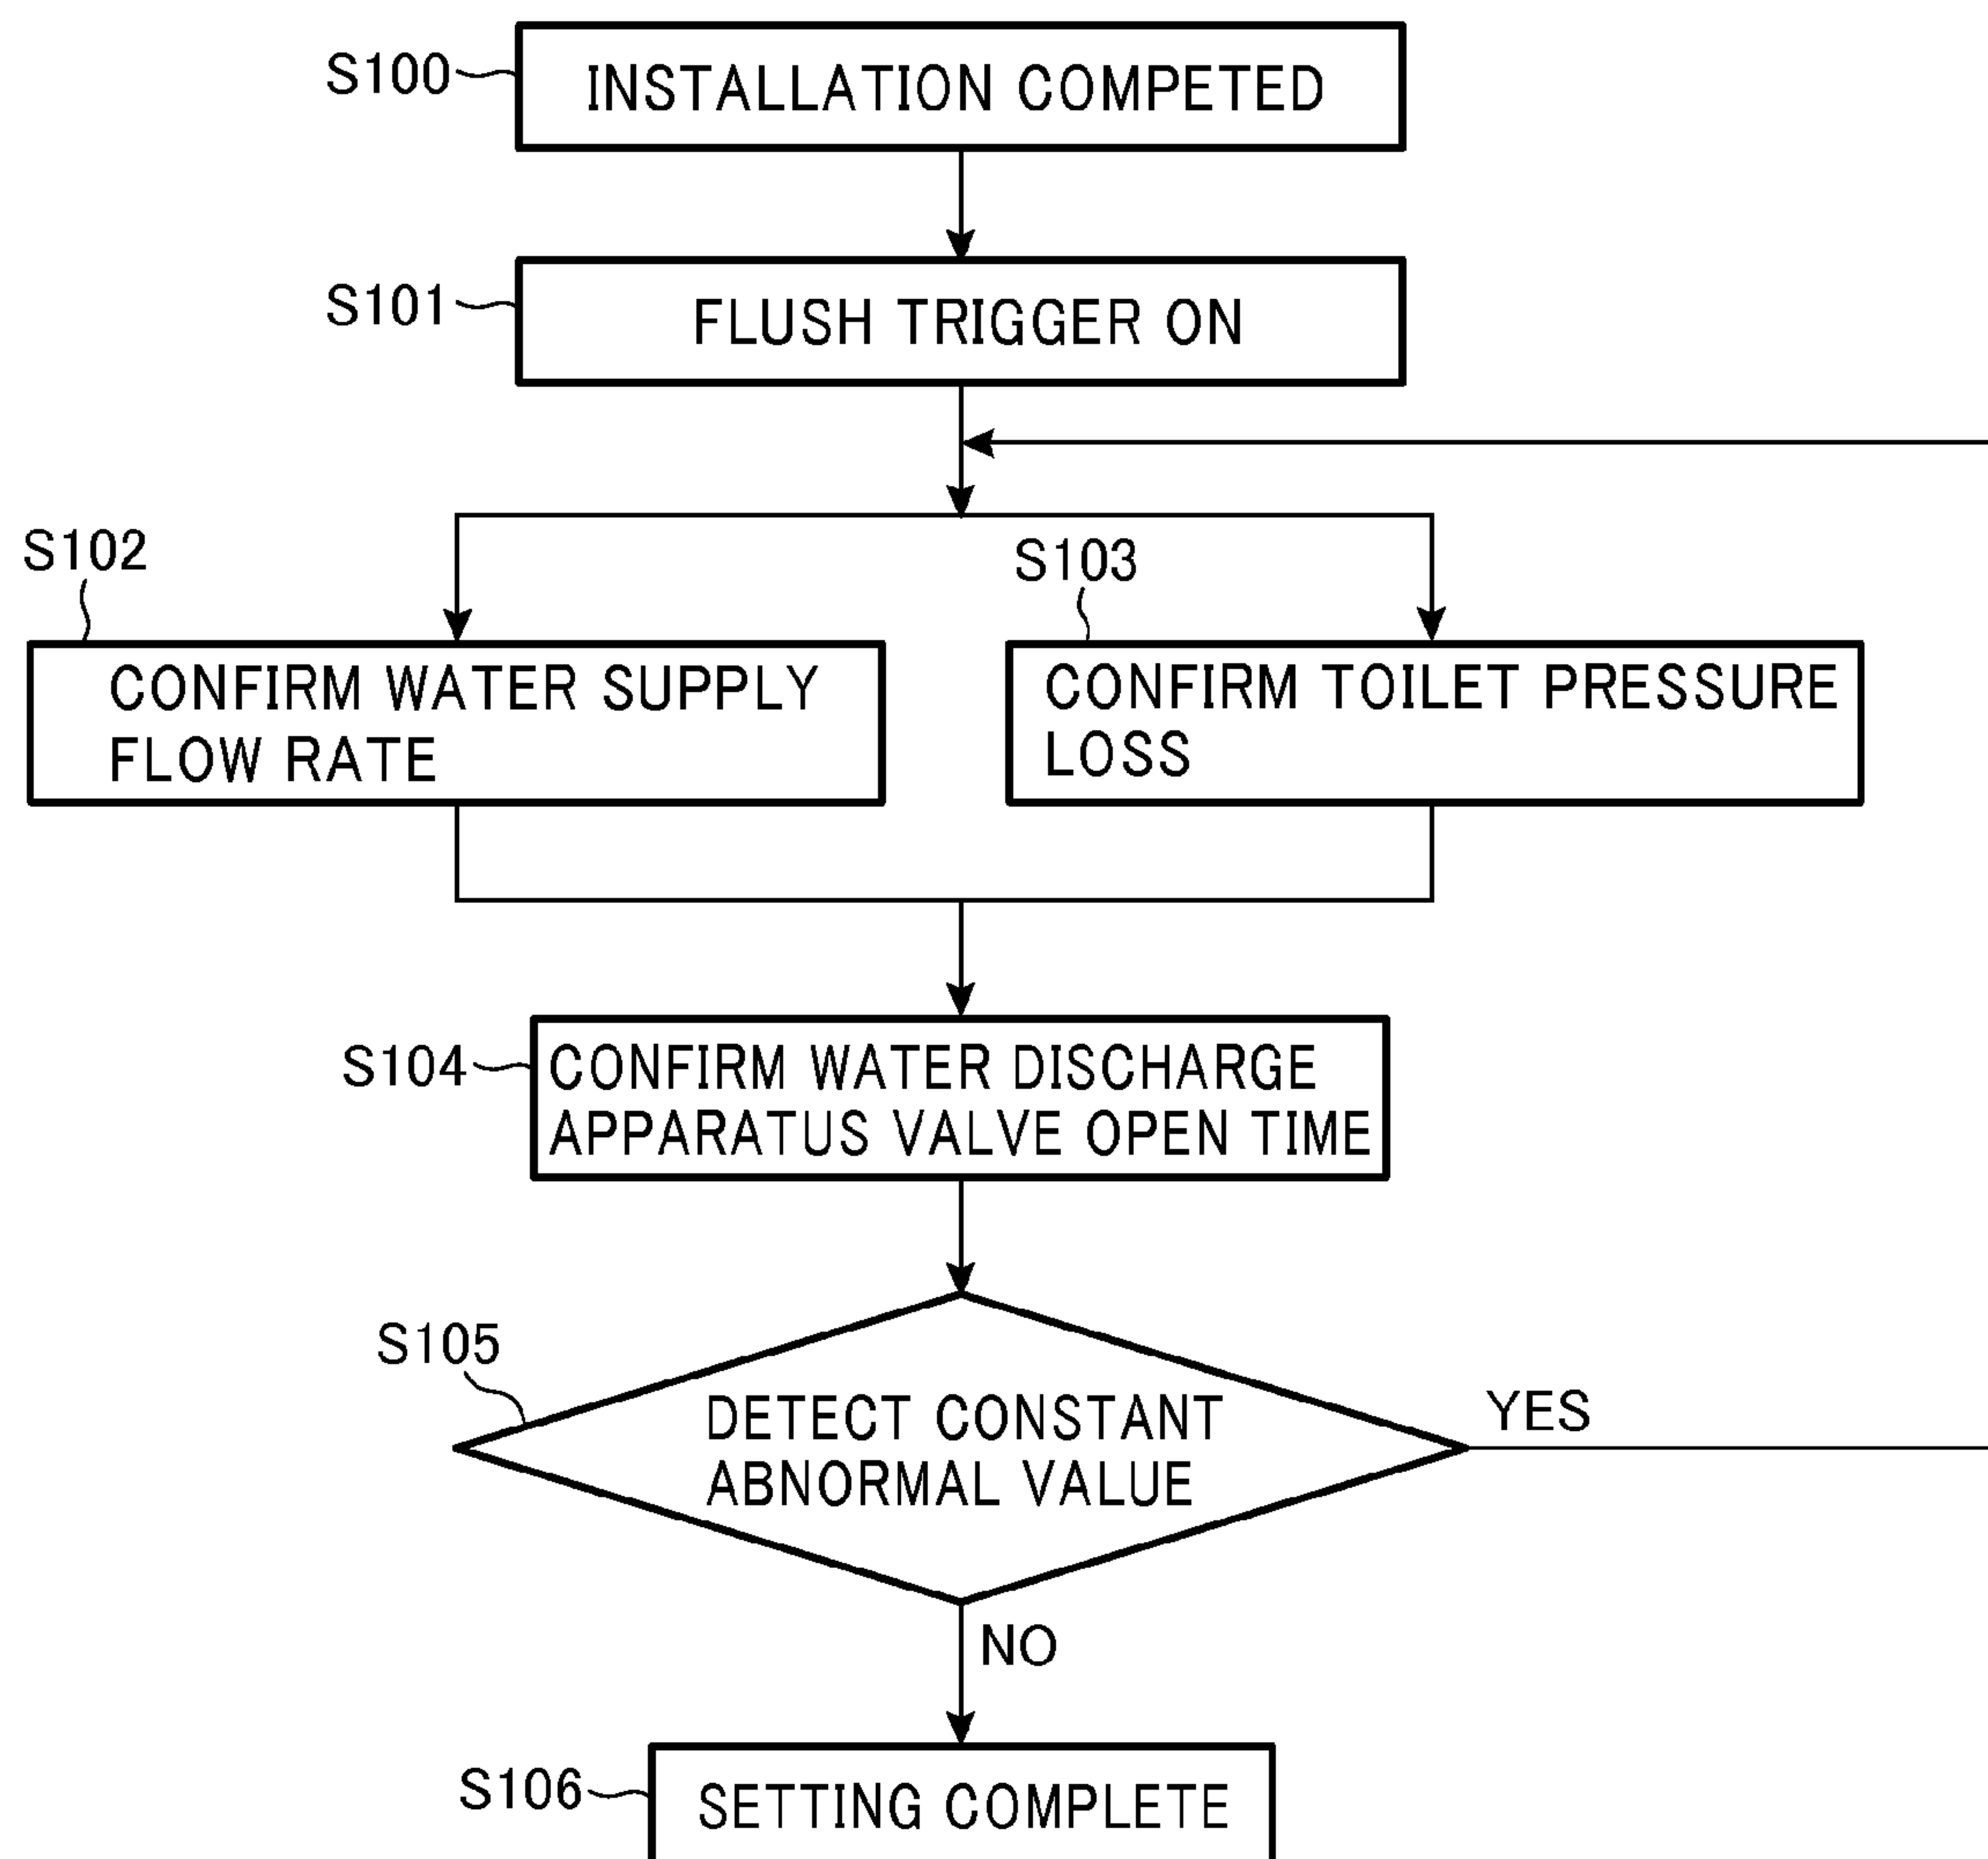 S100
INSTALLATION COMPETED
S101
FLUSH TRIGGER ON
S102
S103
CONFIRM WATER SUPPLY
FLOW RATE
CONFIRM TOILET PRESSURE
LOSS
S104
CONFIRM WATER DISCHARGE
APPARATUS VALVE OPEN TIME
S105
DETECT CONSTANT
ABNORMAL VALUE
YES
NO
S106
SETTING COMPLETE